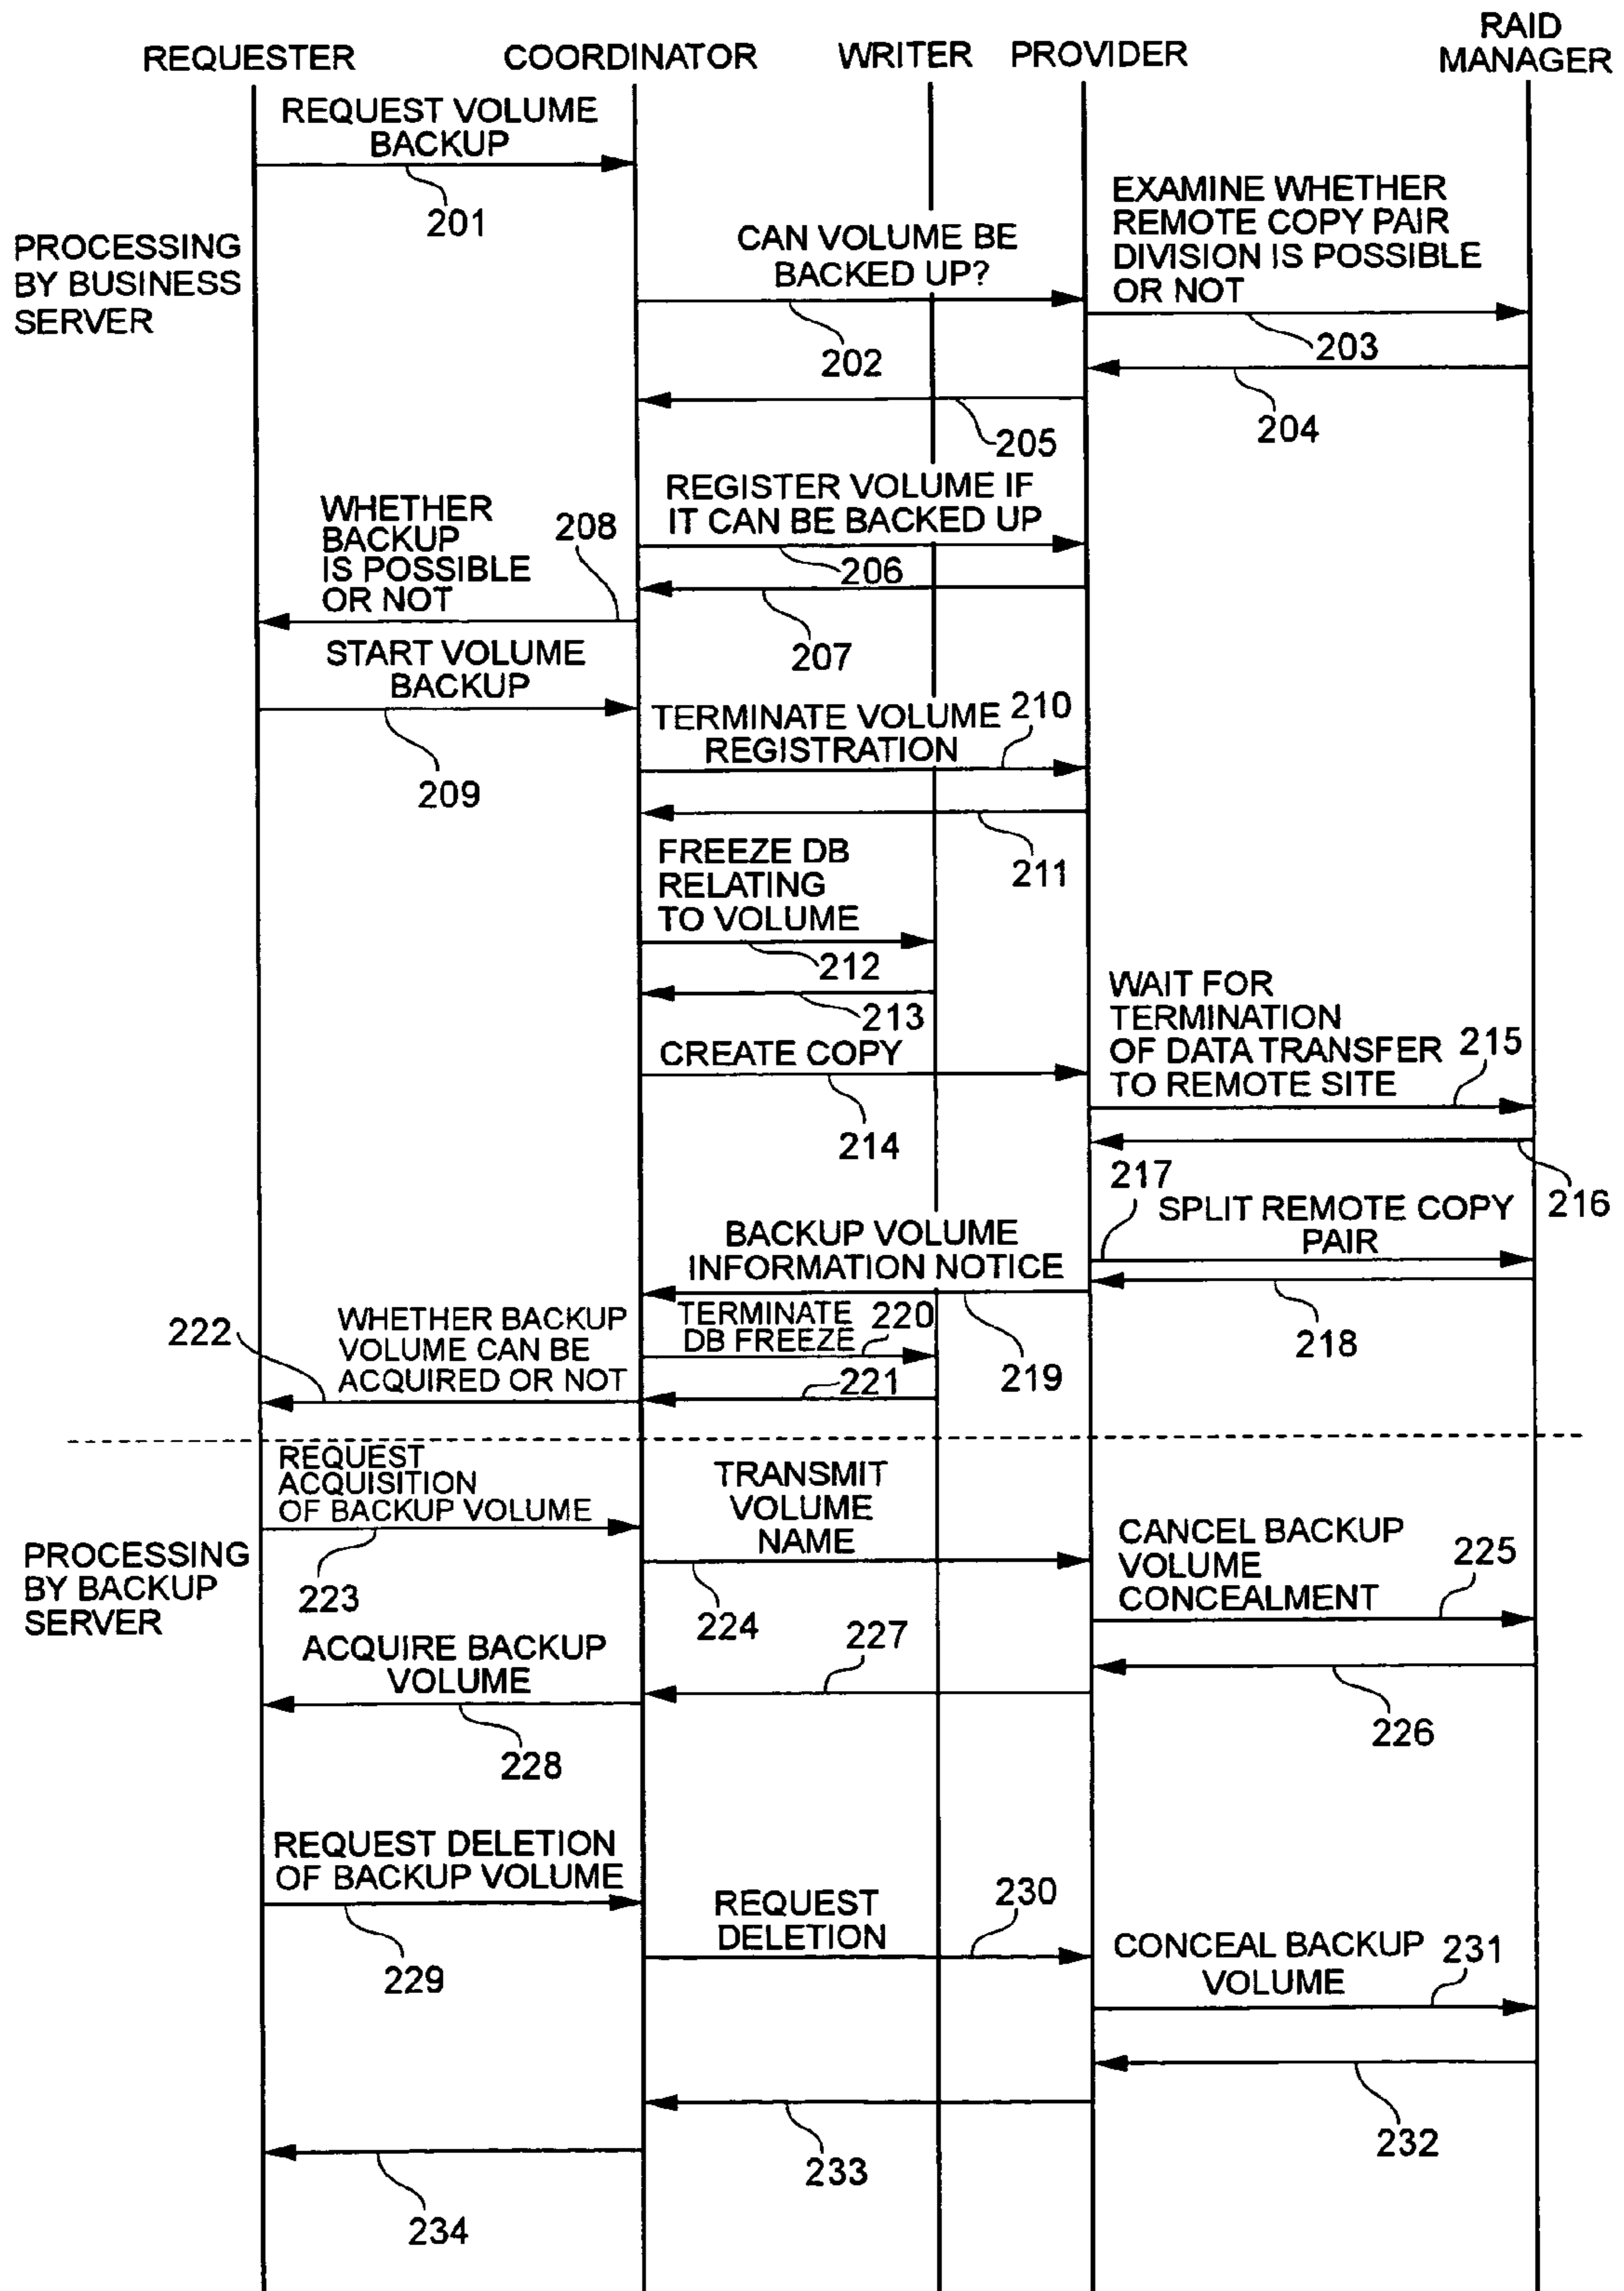 REQUESTER
COORDINATOR
WRITER
PROVIDER
RAID
MANAGER
REQUEST VOLUME
BACKUP
201
PROCESSING
BY BUSINESS
SERVER
CAN VOLUME BE
BACKED UP?
202
EXAMINE WHETHER
REMOTE COPY PAIR
DIVISION IS POSSIBLE
OR NOT
203
204
205
REGISTER VOLUME IF
IT CAN BE BACKED UP
206
207
WHETHER
BACKUP
IS POSSIBLE
OR NOT
208
START VOLUME
BACKUP
209
TERMINATE VOLUME
REGISTRATION
210
211
FREEZE DB
RELATING
TO VOLUME
212
213
CREATE COPY
214
WAIT FOR
TERMINATION
OF DATA TRANSFER
TO REMOTE SITE
215
216
217
SPLIT REMOTE COPY
PAIR
218
BACKUP VOLUME
INFORMATION NOTICE
219
TERMINATE
DB FREEZE
220
221
WHETHER BACKUP
VOLUME CAN BE
ACQUIRED OR NOT
222
REQUEST
ACQUISITION
OF BACKUP VOLUME
223
PROCESSING
BY BACKUP
SERVER
TRANSMIT
VOLUME
NAME
224
CANCEL BACKUP
VOLUME
CONCEALMENT
225
226
227
ACQUIRE BACKUP
VOLUME
228
REQUEST DELETION
OF BACKUP VOLUME
229
REQUEST
DELETION
230
CONCEAL BACKUP
VOLUME
231
232
233
234